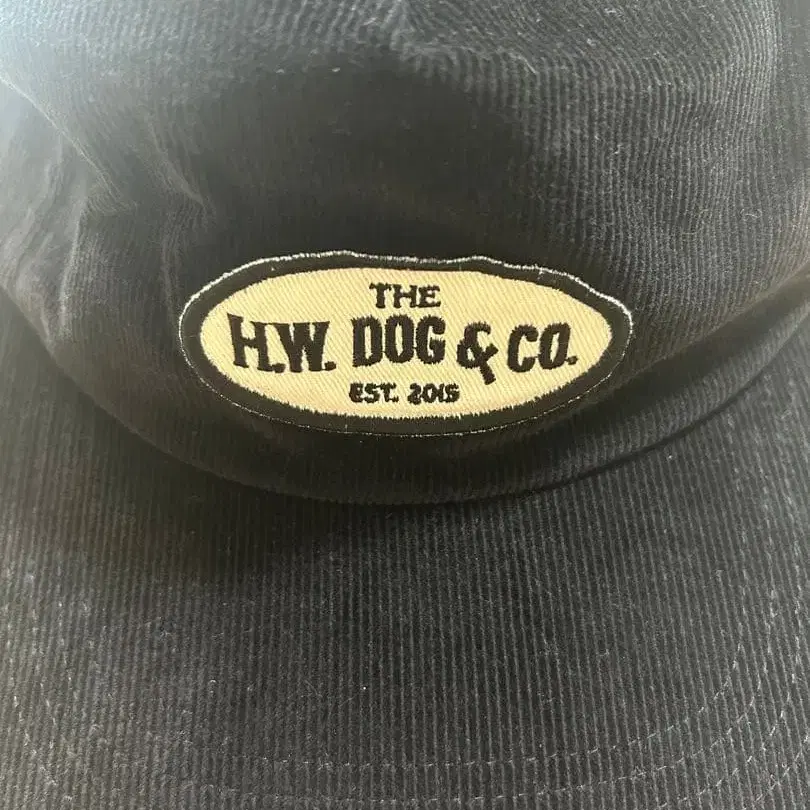 THE
H.W. DOG & CO.
EST. 2015